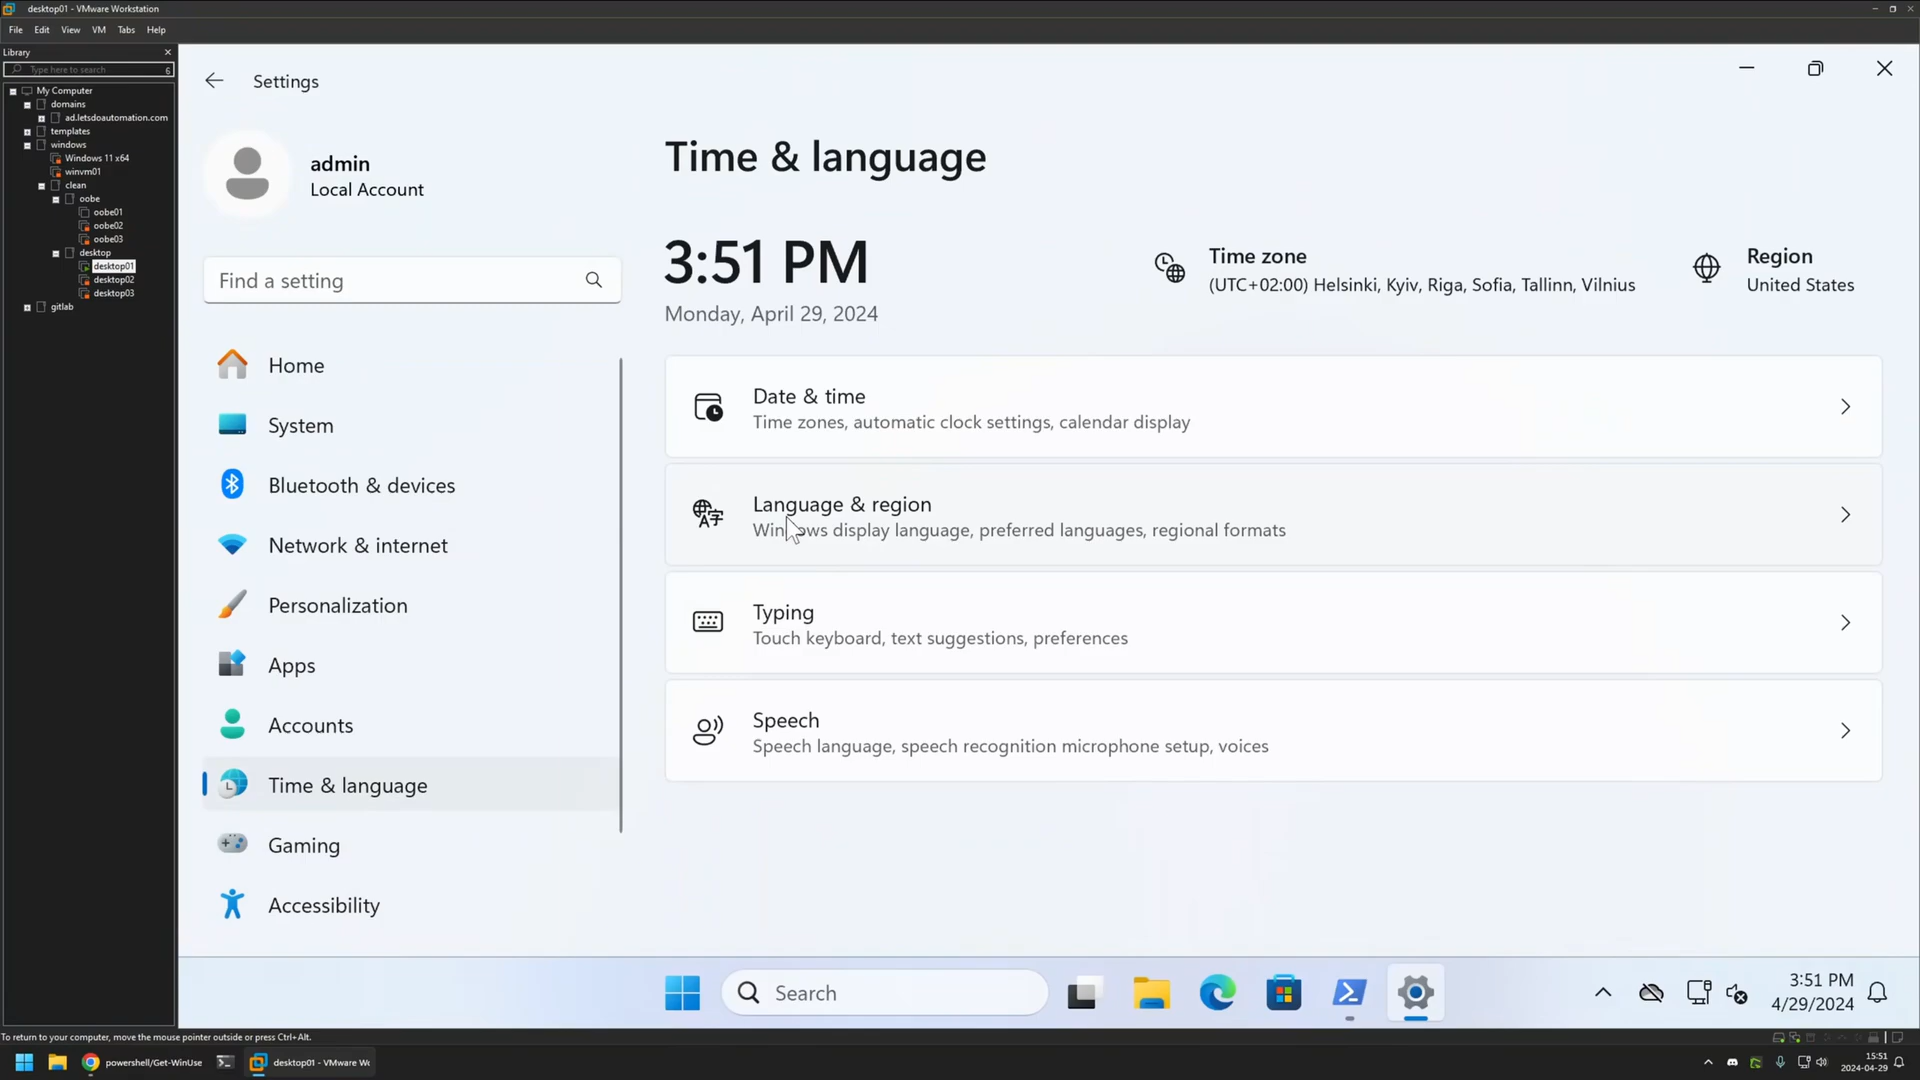 desktop01 - VMware Workstation
File Edit View VM Tabs Help
Library
Type here to search
My Computer
domains
ad.letsdoautomation.com
templates
windows
Windows 11 x64
winvm01
clean
oobe
oobe01
oobe02
oobe03
desktop
desktop01
desktop02
desktop03
gitlab
Settings
admin
Local Account
Find a setting
Home
System
Bluetooth & devices
Network & internet
Personalization
Apps
Accounts
Time & language
Gaming
Accessibility
Time & language
3:51 PM
Monday, April 29, 2024
Time zone
(UTC+02:00) Helsinki, Kyiv, Riga, Sofia, Tallinn, Vilnius
Region
United States
Date & time
Time zones, automatic clock settings, calendar display
Language & region
Windows display language, preferred languages, regional formats
Typing
Touch keyboard, text suggestions, preferences
Speech
Speech language, speech recognition microphone setup, voices
Search
3:51 PM
4/29/2024
To return to your computer, move the mouse pointer outside or press Ctrl+Alt.
powershell/Get-WinUse
desktop01 - VMware Wo
15:51
2024-04-29